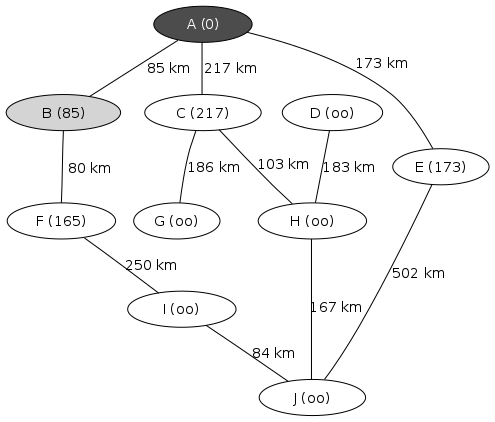 A (0)
85 km
217 km
173 km
B (85)
C (217)
D (oo)
E (173)
80 km
186 km
103 km
183 km
F (165)
G (oo)
H (oo)
250 km
502 km
I (oo)
167 km
84 km
J (oo)